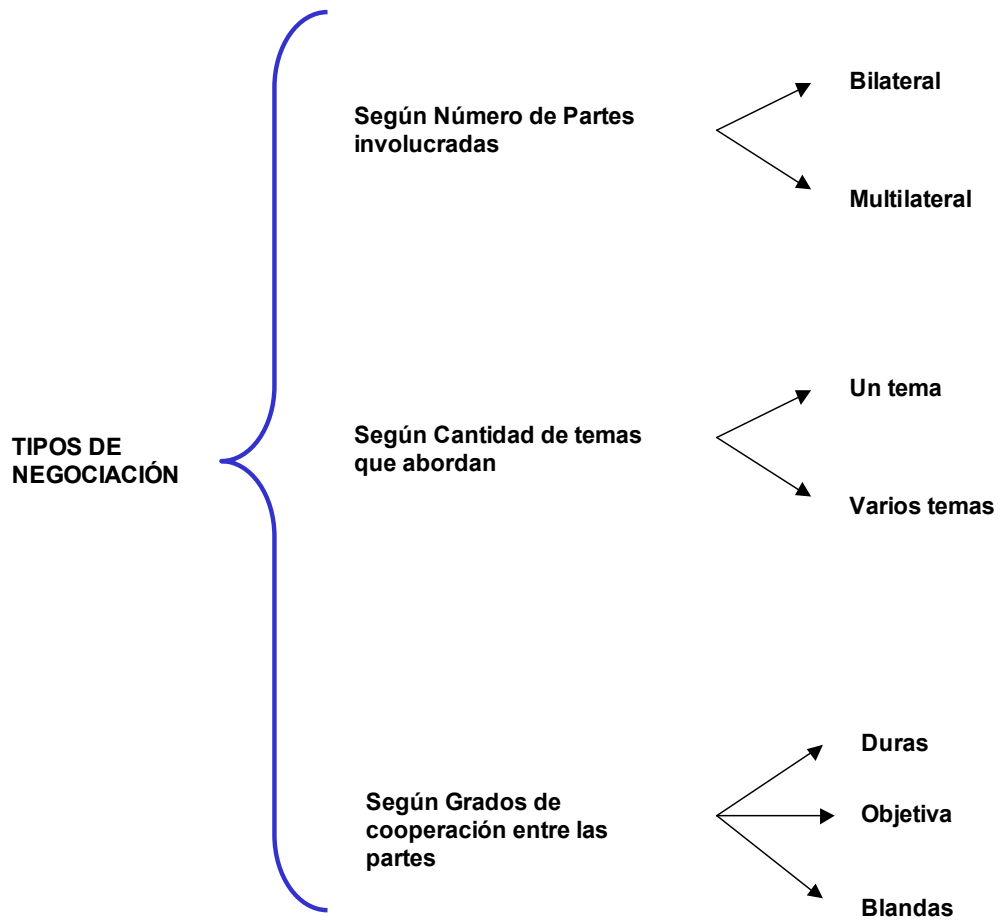 TIPOS DE
NEGOCIACIÓN
Según Número de Partes
involucradas
Bilateral
Multilateral
Según Cantidad de temas
que abordan
Un tema
Varios temas
Según Grados de
cooperación entre las
partes
Duras
Objetiva
Blandas